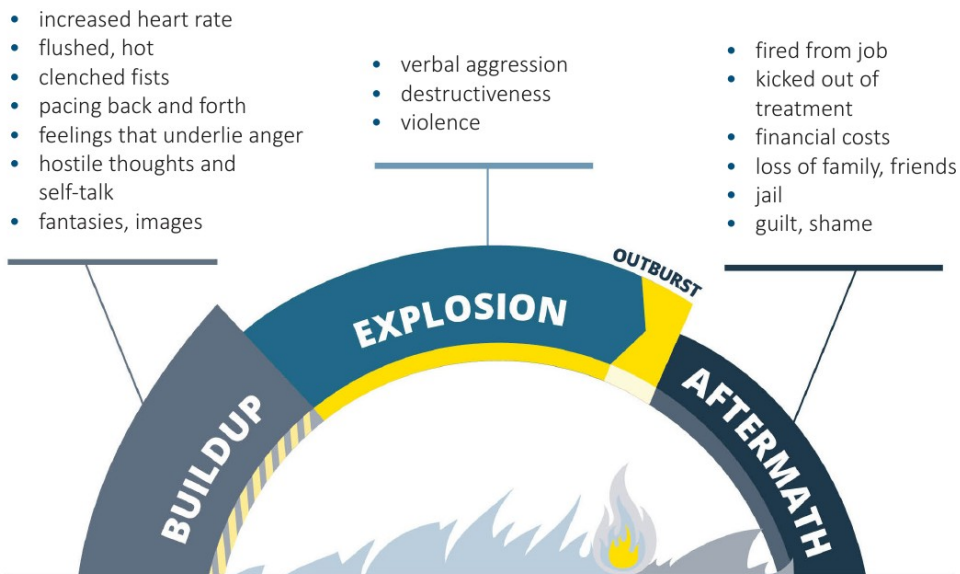 • increased heart rate
• flushed, hot
• clenched fists
• pacing back and forth
• feelings that underlie anger
• hostile thoughts and
self-talk
• fantasies, images
• verbal aggression
• destructiveness
• violence
• fired from job
• kicked out of
treatment
• financial costs
• loss of family, friends
• jail
• guilt, shame
BUILDUP
EXPLOSION
OUTBURST
AFTERMATH